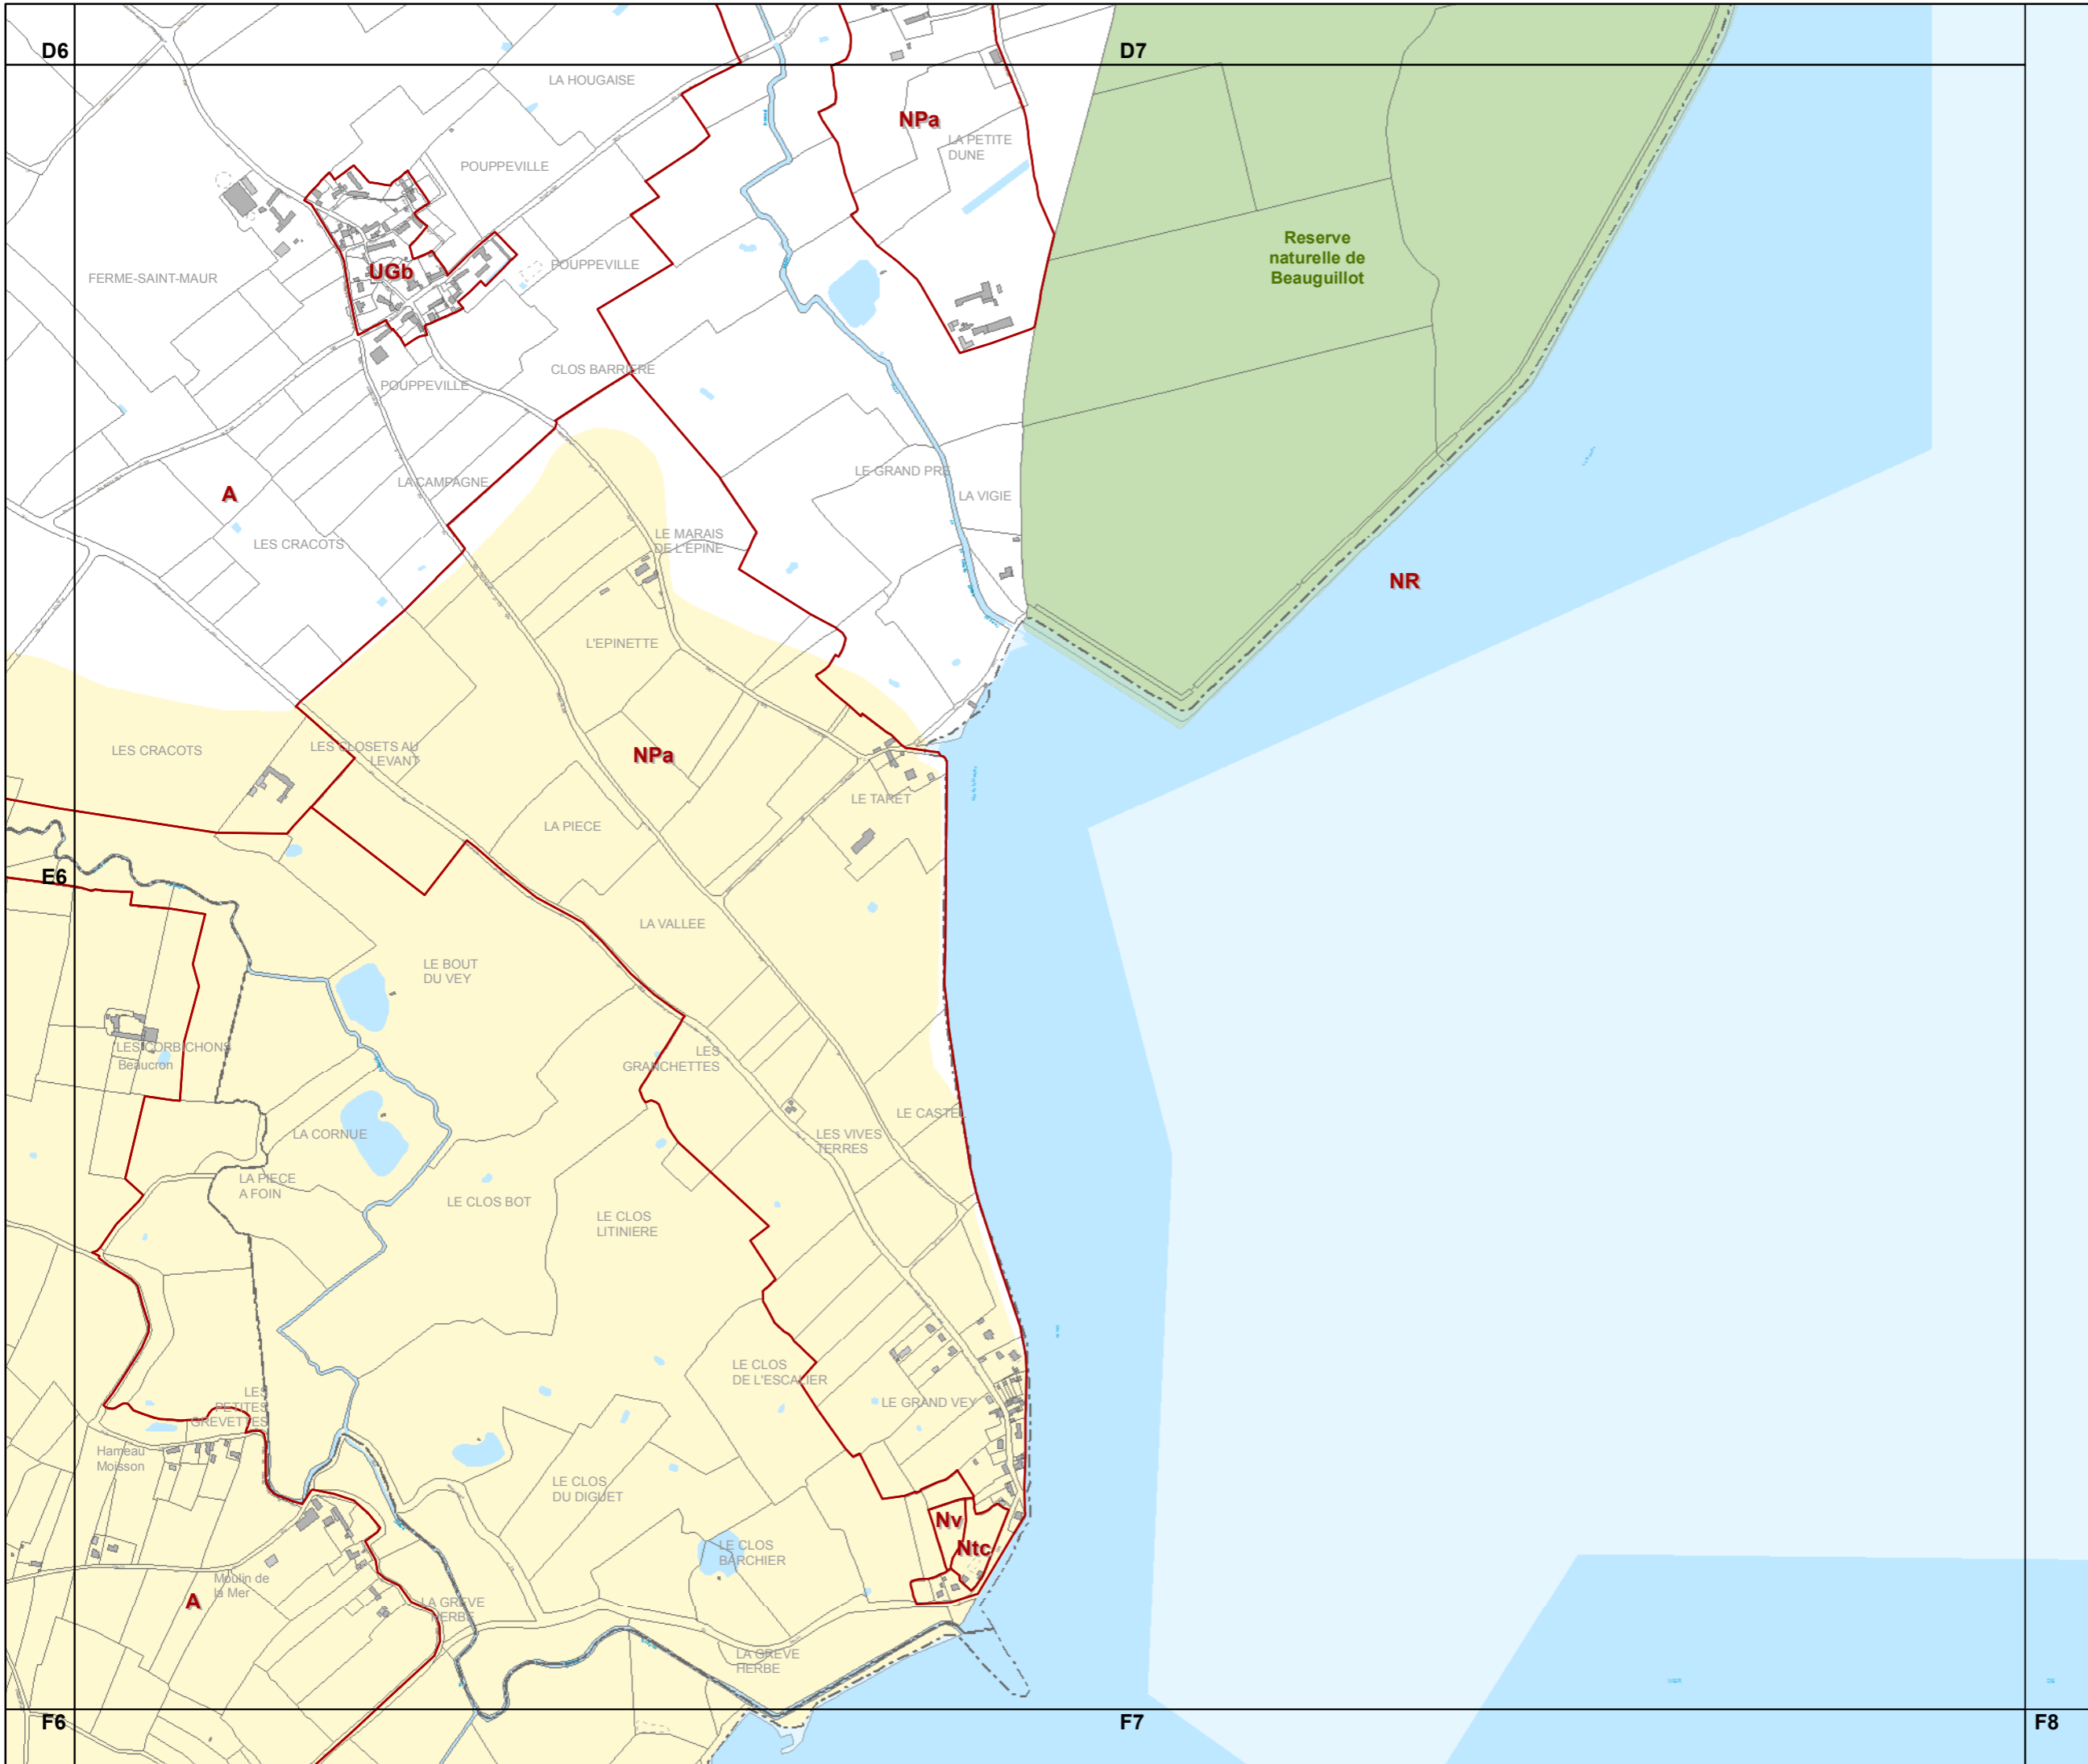 D6
D7
LA HOUGAISE
NPa
LA PETITE
DUNE
POUPPEVILLE
Reserve
naturelle de
Beauguillot
UGb
POUPPEVILLE
FERME-SAINT-MAUR
CLOS BARRIERE
POUPPEVILLE
LE GRAND PRE
LA CAMPAGNE
A
LA VIGIE
LE MARAIS
DE L'EPINE
LES CRACOTS
NR
L'EPINETTE
LES CRACOTS
LES CLOSETS AU
LEVANT
NPa
LE TARET
LA PIECE
E6
LA VALLEE
LE BOUT
DU VEY
LES CORBICHONS
Beaucron
LES
GRANCHETTES
LE CASTEL
LA CORNUE
LES VIVES
TERRES
LA PIECE
A FOIN
LE CLOS BOT
LE CLOS
LITINIERE
LE CLOS
DE L'ESCALIER
LES
PETITES
GREVETTES
LE GRAND VEY
Hameau
Moisson
LE CLOS
DU DIGUET
Nv
Ntc
LE CLOS
BARCHIER
Moulin de
la Mer
A
LA GREVE
HERBE
LA GREVE
HERBE
F6
F7
F8